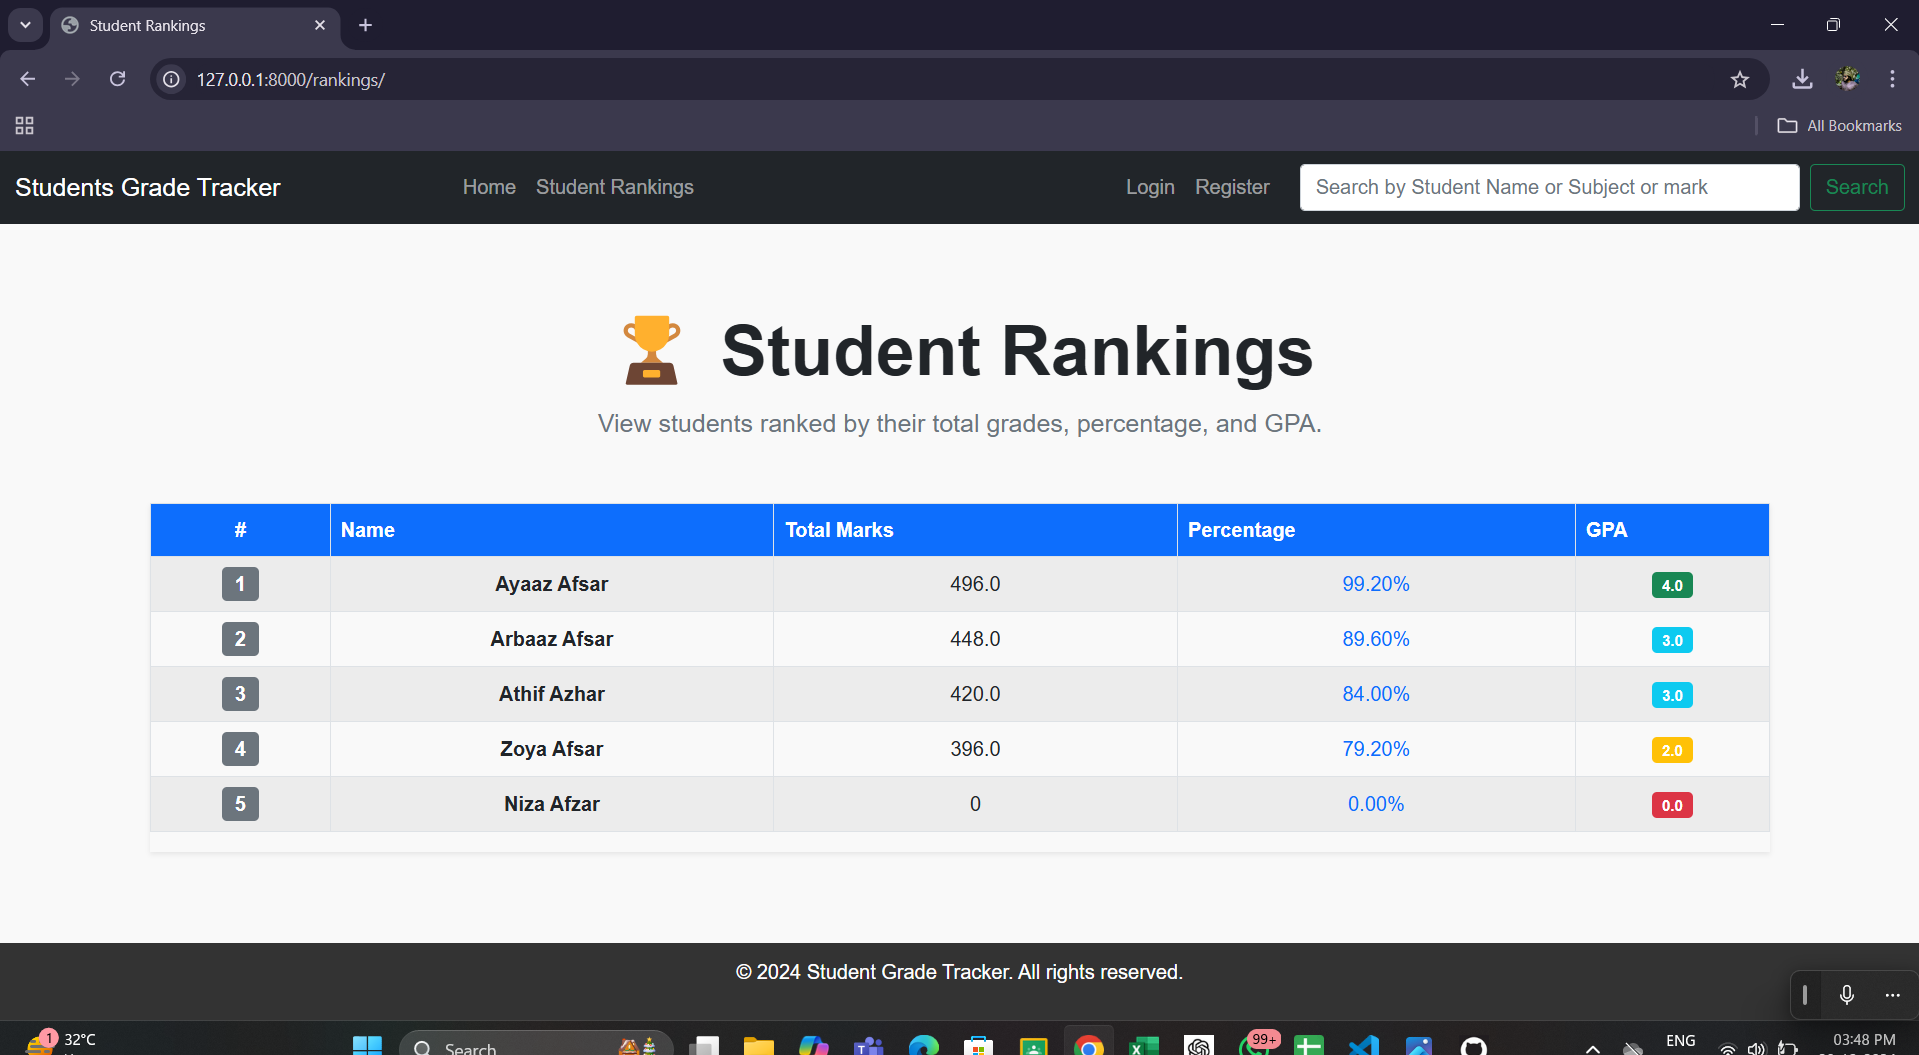 Student Rankings
127.0.0.1:8000/rankings/
All Bookmarks
Students Grade Tracker Home Student Rankings Login Register Search by Student Name or Subject or mark Search
Student Rankings
View students ranked by their total grades, percentage, and GPA.
# Name Total Marks Percentage GPA
1 Ayaaz Afsar 496.0 99.20% 4.0
2 Arbaaz Afsar 448.0 89.60% 3.0
3 Athif Azhar 420.0 84.00% 3.0
4 Zoya Afsar 396.0 79.20% 2.0
5 Niza Afzar 0 0.00% 0.0
© 2024 Student Grade Tracker. All rights reserved.
1 32°C Search 99+ ENG 03:48 PM